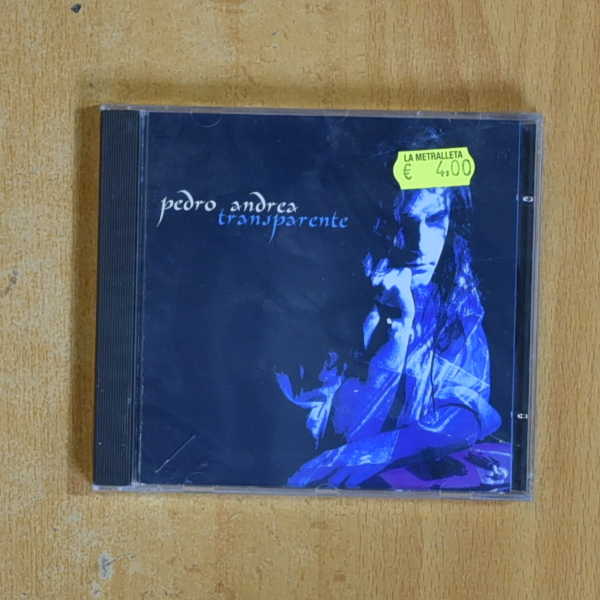 LA METRALLETA
€ 4,00
pedro andrea
transparente